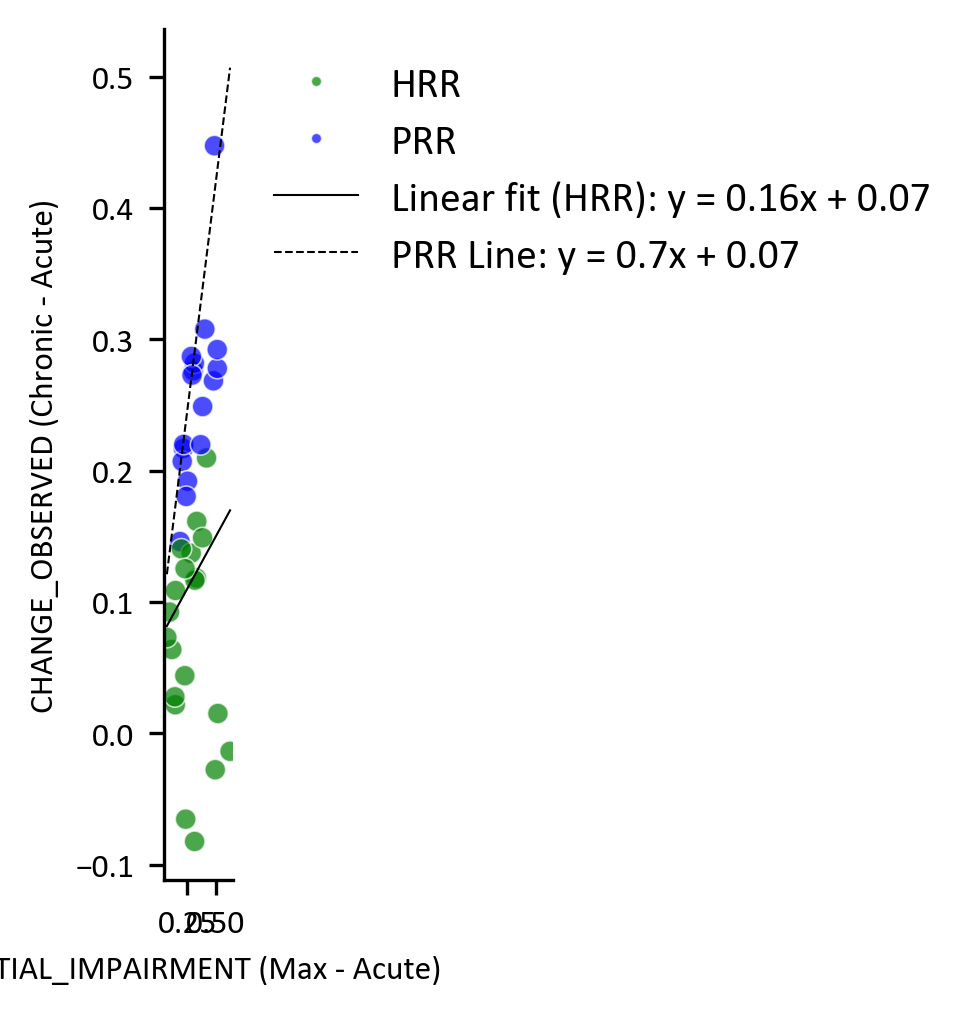 0.5
0.4
0.3
0.2
0.1
0.0
−0.1
CHANGE_OBSERVED (Chronic - Acute)
HRR
PRR
Linear fit (HRR): y = 0.16x + 0.07
PRR Line: y = 0.7x + 0.07
0.25
0.50
TIAL_IMPAIRMENT (Max - Acute)